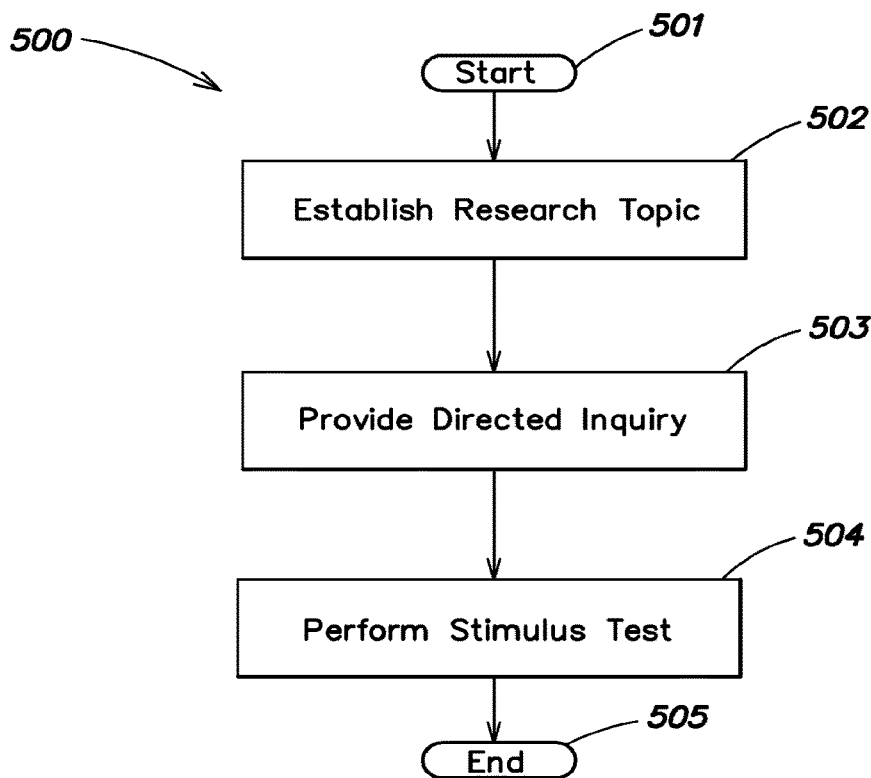 500
501
Start
502
Establish Research Topic
503
Provide Directed Inquiry
504
Perform Stimulus Test
505
End